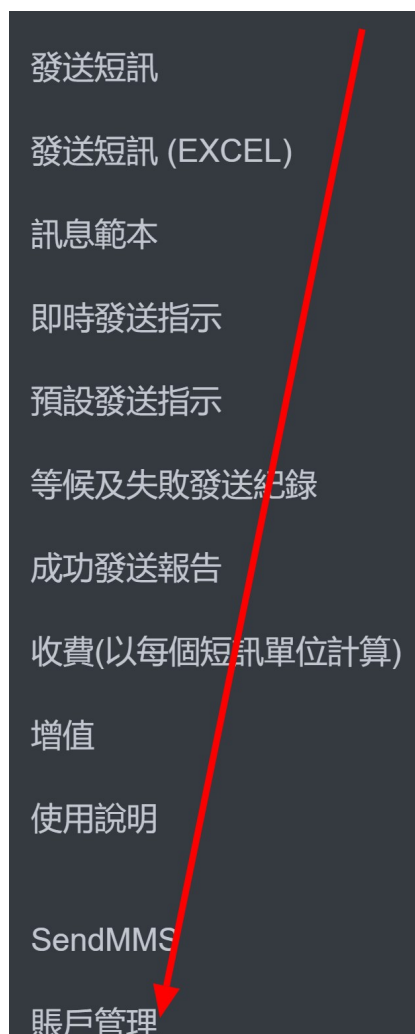 發送短訊
發送短訊 (EXCEL)
訊息範本
即時發送指示
預設發送指示
等候及失敗發送紀錄
成功發送報告
收費(以每個短訊單位計算)
增值
使用說明
SendMMS
賬戶管理